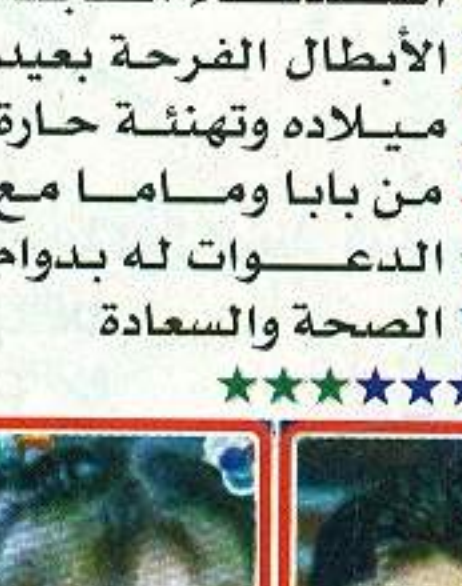 الأبطال الفرحة بعيد
ميلاده وتهنئة حارة
من بابا وماما مع
الدعوات له بدوام
الصحة والسعادة